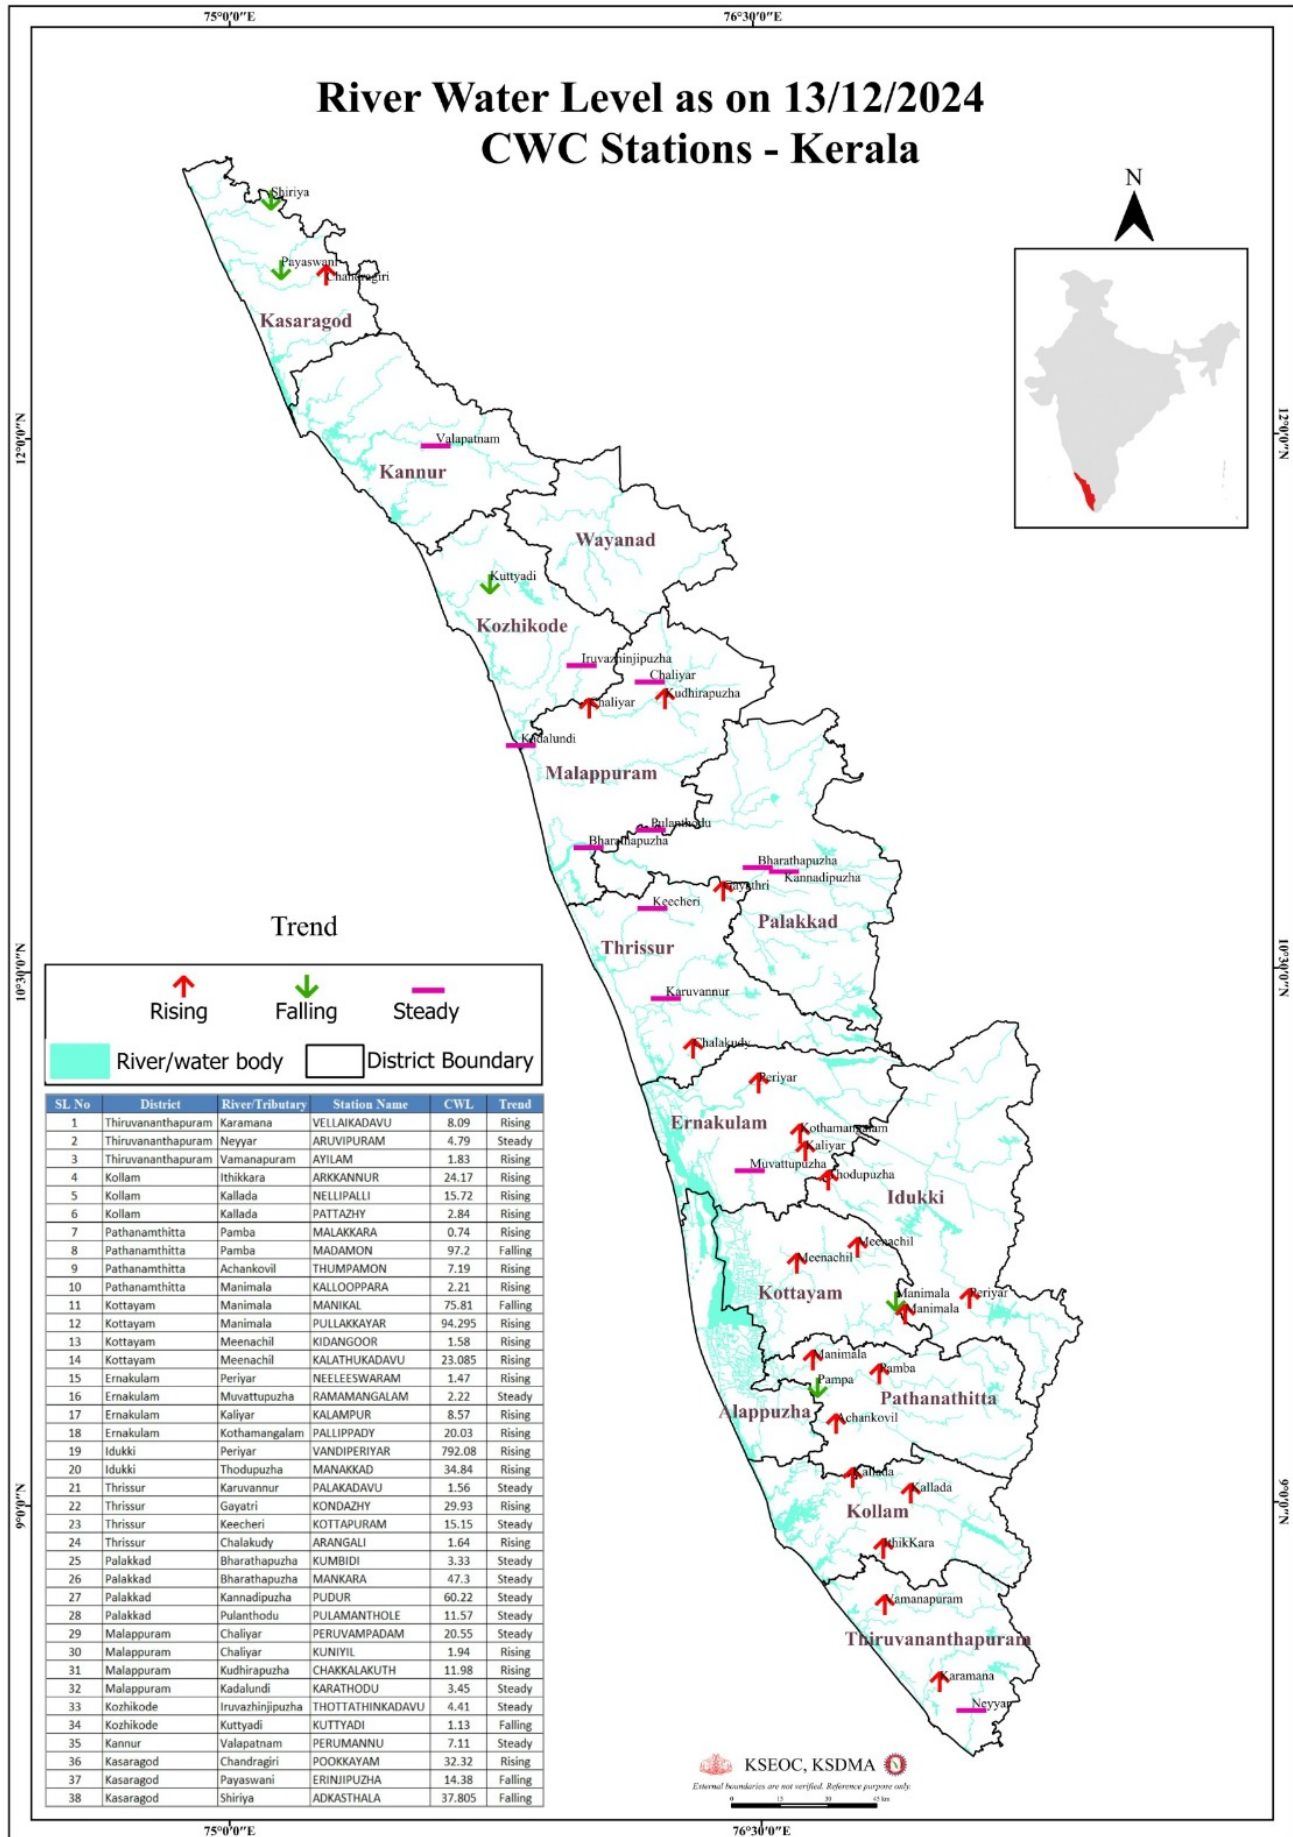 75°0'0"E 76°30'0"E
River Water Level as on 13/12/2024
CWC Stations - Kerala
N
Shiriya
Payaswani
Chandragiri
Kasaragod
12°0'0"N 12°0'0"N
Valapatnam
Kannur
Wayanad
Kuttyadi
Kozhikode
Iruvazhinjipuzha
Chaliyar
Kudhirapuzha
Chaliyar
Kadalundi
Malappuram
Pulanthodu
Bharathapuzha
Bharathapuzha
Kannadipuzha
Gayathri
Keecheri
Palakkad
Thrissur
10°30'0"N 10°30'0"N
Karuvannur
Chalakudy
Periyar
Ernakulam
Kothamangalam
Kaliyar
Muvattupuzha
Thodupuzha
Idukki
Meenachil
Meenachil
Kottayam
Manimala
Periyar
Manimala
Manimala
Pamba
Pampa
Pathanathitta
Alappuzha
Achankovil
Kallada
Kallada
Kollam
9°0'0"N 9°0'0"N
IthikKara
Vamanapuram
Thiruvananthapuram
Karamana
Neyyar
Trend
Rising Falling Steady
River/water body District Boundary
SL No District River/Tributary Station Name CWL Trend
1 Thiruvananthapuram Karamana VELLAIKADAVU 8.09 Rising
2 Thiruvananthapuram Neyyar ARUVIPURAM 4.79 Steady
3 Thiruvananthapuram Vamanapuram AYILAM 1.83 Rising
4 Kollam Ithikkara ARKKANNUR 24.17 Rising
5 Kollam Kallada NELLIPALLI 15.72 Rising
6 Kollam Kallada PATTAZHY 2.84 Rising
7 Pathanamthitta Pamba MALAKKARA 0.74 Rising
8 Pathanamthitta Pamba MADAMON 97.2 Falling
9 Pathanamthitta Achankovil THUMPAMON 7.19 Rising
10 Pathanamthitta Manimala KALLOOPPARA 2.21 Rising
11 Kottayam Manimala MANIKAL 75.81 Falling
12 Kottayam Manimala PULLAKKAYAR 94.295 Rising
13 Kottayam Meenachil KIDANGOOR 1.58 Rising
14 Kottayam Meenachil KALATHUKADAVU 23.085 Rising
15 Ernakulam Periyar NEELEESWARAM 1.47 Rising
16 Ernakulam Muvattupuzha RAMAMANGALAM 2.22 Steady
17 Ernakulam Kaliyar KALAMPUR 8.57 Rising
18 Ernakulam Kothamangalam PALLIPPADY 20.03 Rising
19 Idukki Periyar VANDIPERIYAR 792.08 Rising
20 Idukki Thodupuzha MANAKKAD 34.84 Rising
21 Thrissur Karuvannur PALAKADAVU 1.56 Steady
22 Thrissur Gayatri KONDAZHY 29.93 Rising
23 Thrissur Keecheri KOTTAPURAM 15.15 Steady
24 Thrissur Chalakudy ARANGALI 1.64 Rising
25 Palakkad Bharathapuzha KUMBIDI 3.33 Steady
26 Palakkad Bharathapuzha MANKARA 47.3 Steady
27 Palakkad Kannadipuzha PUDUR 60.22 Steady
28 Palakkad Pulanthodu PULAMANTHOLE 11.57 Steady
29 Malappuram Chaliyar PERUVAMPADAM 20.55 Steady
30 Malappuram Chaliyar KUNIYIL 1.94 Rising
31 Malappuram Kudhirapuzha CHAKKALAKUTH 11.98 Rising
32 Malappuram Kadalundi KARATHODU 3.45 Steady
33 Kozhikode Iruvazhinjipuzha THOTTATHINKADAVU 4.41 Steady
34 Kozhikode Kuttyadi KUTTYADI 1.13 Falling
35 Kannur Valapatnam PERUMANNU 7.11 Steady
36 Kasaragod Chandragiri POOKKAYAM 32.32 Rising
37 Kasaragod Payaswani ERINJIPUZHA 14.38 Falling
38 Kasaragod Shiriya ADKASTHALA 37.805 Falling
KSEOC, KSDMA
External boundaries are not verified. Reference purpose only.
0 15 30 45 km
75°0'0"E 76°30'0"E